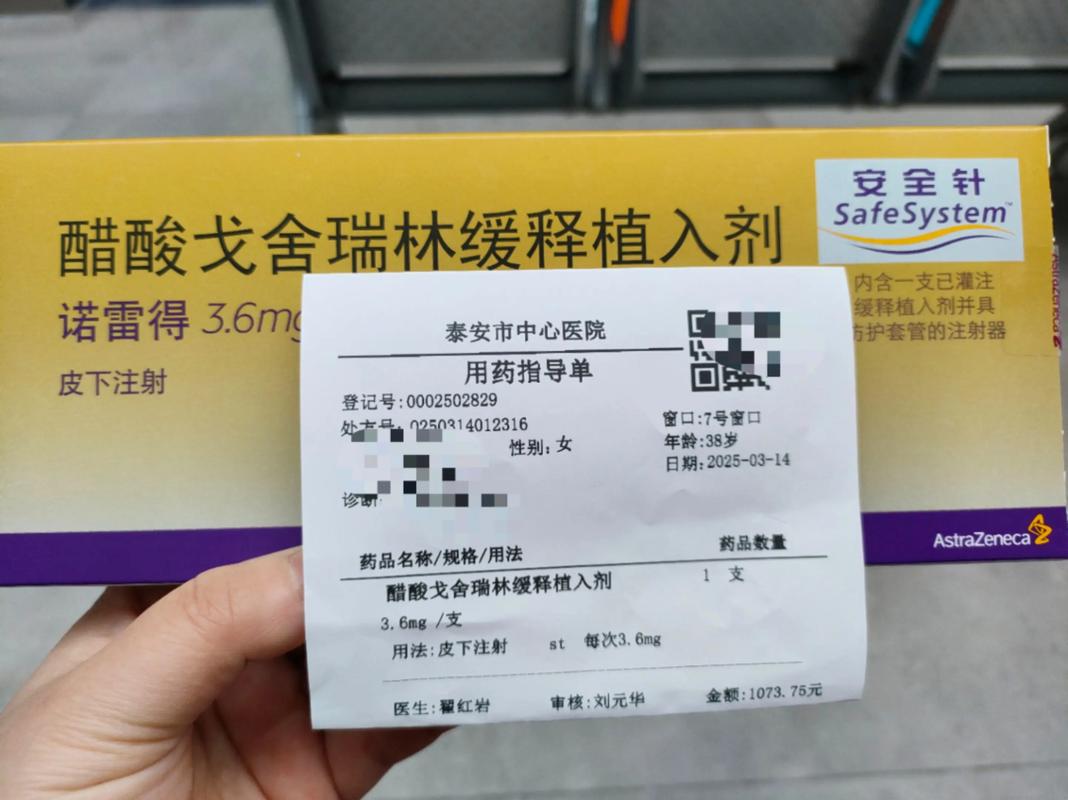 安全针
SafeSystem™
醋酸戈舍瑞林缓释植入剂
诺雷得 3.6mg
内含一支已灌注
缓释植入剂并具
防护套管的注射器
皮下注射
AstraZeneca
泰安市中心医院
用药指导单
登记号:0002502829
处方号: 0250314012316
窗口:7号窗口
性别: 女
年龄:38岁
日期:2025-03-14
诊断:
药品名称/规格/用法 药品数量
醋酸戈舍瑞林缓释植入剂 1 支
3.6mg /支
用法:皮下注射 st 每次3.6mg
医生:翟红岩 审核:刘元华 金额:1073.75元